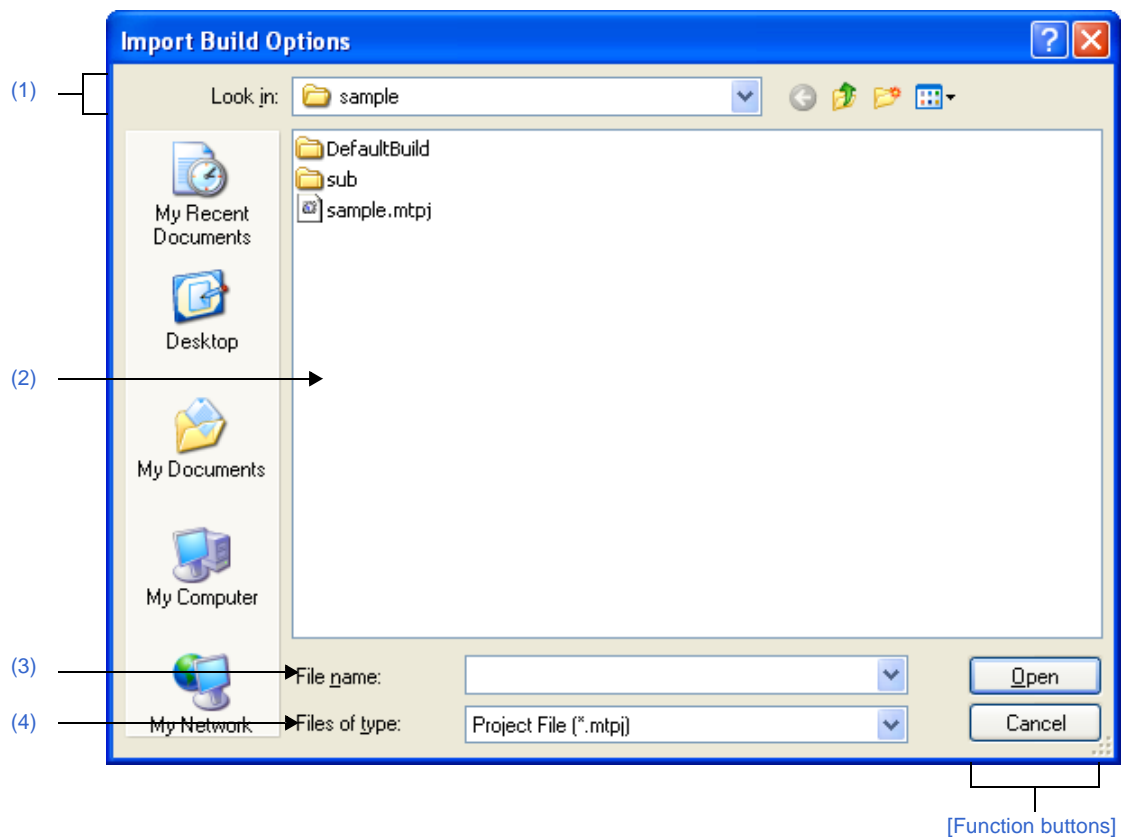 Import Build Options
(1)
Look in:
sample
DefaultBuild
sub
sample.mtpj
My Recent
Documents
Desktop
(2)
My Documents
My Computer
(3)
File name:
Open
(4)
My Network
Files of type:
Project File (*.mtpj)
Cancel
[Function buttons]